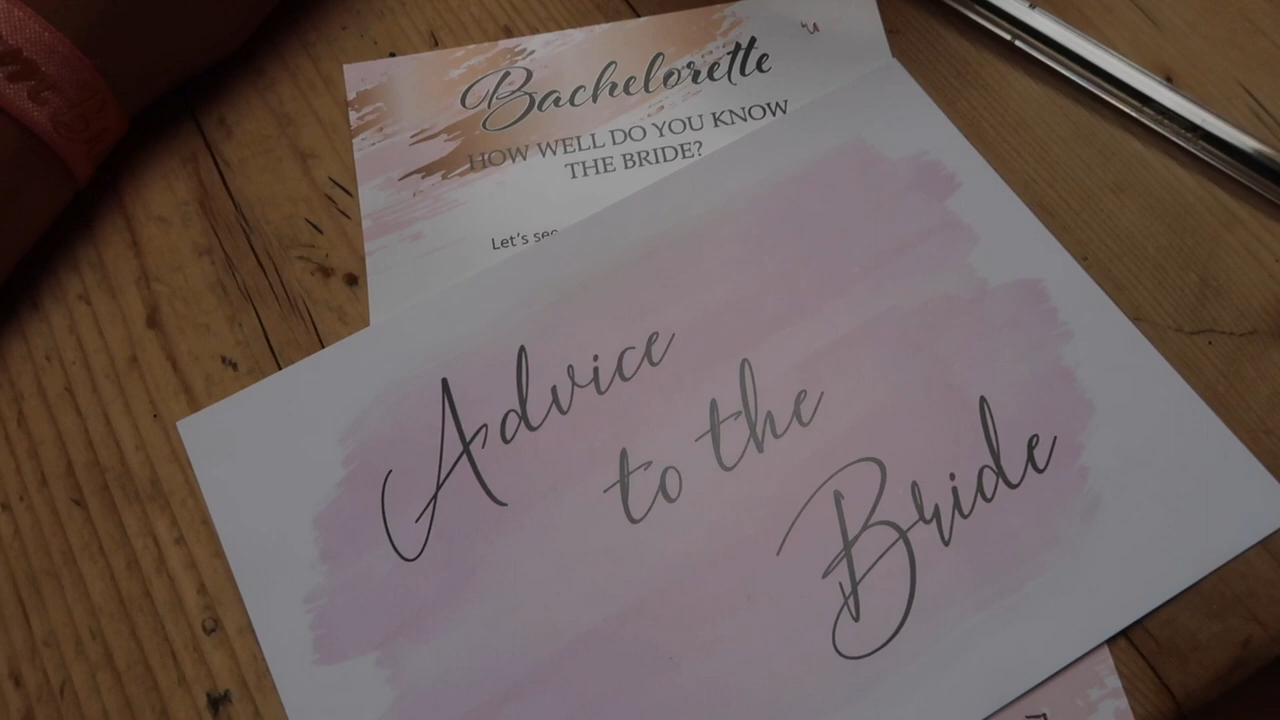 Bachelorette
HOW WELL DO YOU KNOW
THE BRIDE?
Let's see
Advice
to the
Bride